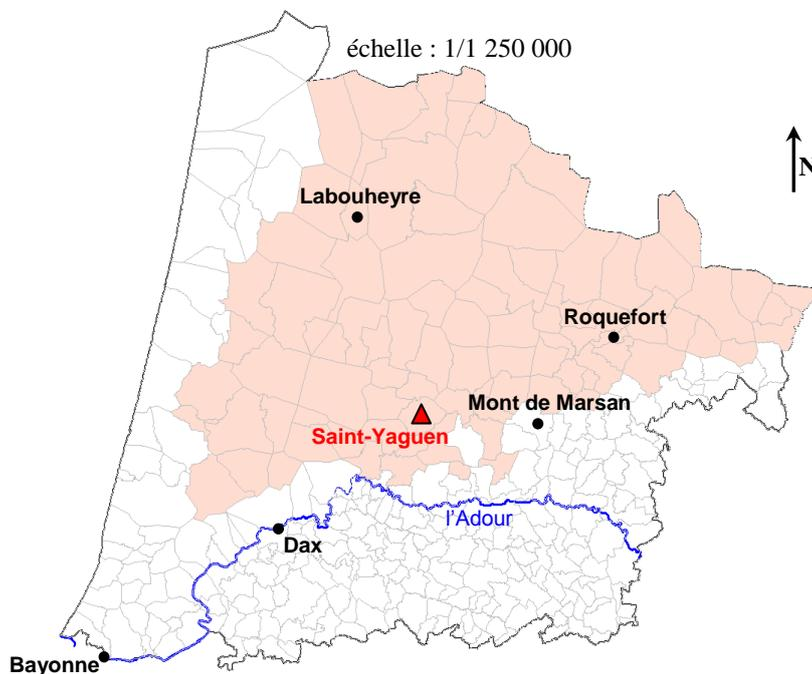 échelle : 1/1 250 000
N
Labouheyre
Roquefort
Mont de Marsan
Saint-Yaguen
l'Adour
Dax
Bayonne